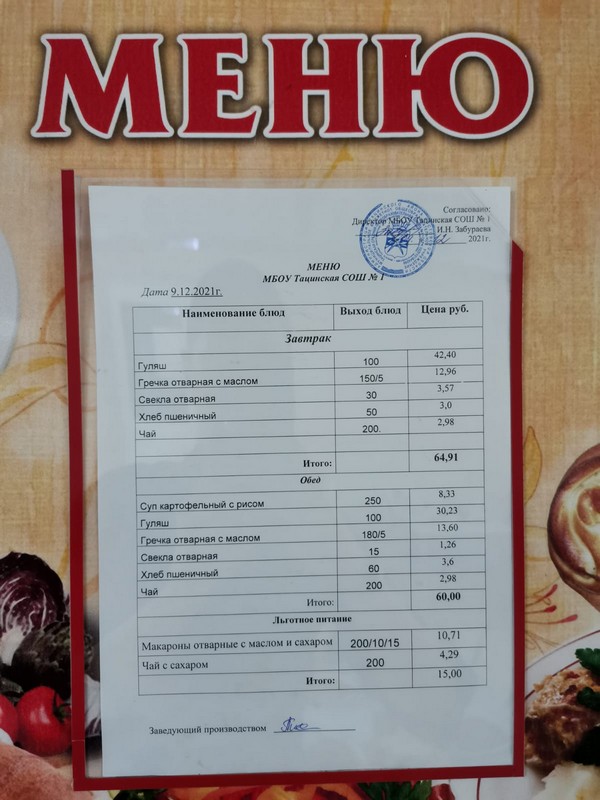 МЕНЮ
Согласовано:
Директор МБОУ Тацинская СОШ № 1
И.Н. Забураева
12 2021г.
МЕНЮ
МБОУ Тацинская СОШ № 1
Дата 9.12.2021г.
Наименование блюд Выход блюд Цена руб.
Завтрак
Гуляш 100 42,40
Гречка отварная с маслом 150/5 12,96
Свекла отварная 30 3,57
Хлеб пшеничный 50 3,0
Чай 200. 2,98
Итого: 64,91
Обед
Суп картофельный с рисом 250 8,33
Гуляш 100 30,23
Гречка отварная с маслом 180/5 13,60
Свекла отварная 15 1,26
Хлеб пшеничный 60 3,6
Чай 200 2,98
Итого: 60,00
Льготное питание
Макароны отварные с маслом и сахаром 200/10/15 10,71
Чай с сахаром 200 4,29
Итого: 15,00
Заведующий производством